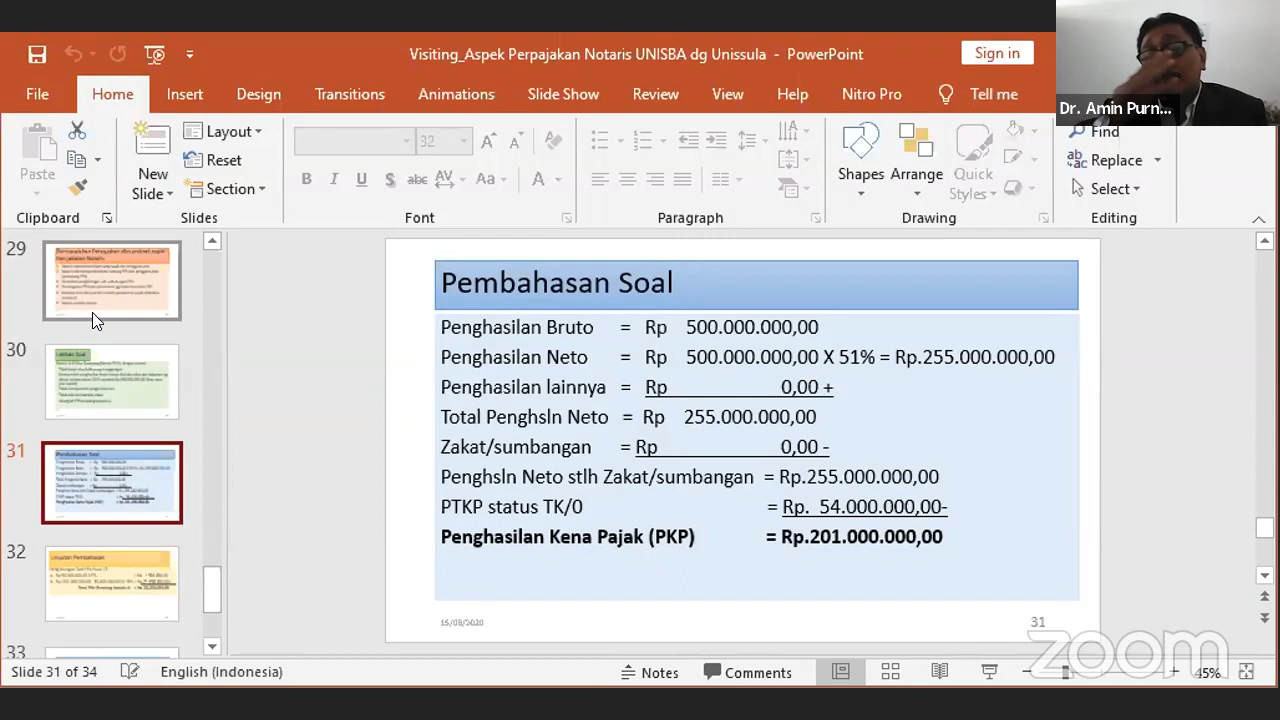 Visiting_Aspek Perpajakan Notaris UNISBA dg Unissula - PowerPoint
Sign in
Dr. Amin Purn...
File Home Insert Design Transitions Animations Slide Show Review View Help Nitro Pro Tell me
Paste
New Slide
Layout
Reset
Section
32
Shapes Arrange Quick Styles
Find
Replace
Select
Clipboard Slides Font Paragraph Drawing Editing
29
30
31
32
33
Pembahasan Soal
Penghasilan Bruto = Rp 500.000.000,00
Penghasilan Neto = Rp 500.000.000,00 X 51% = Rp.255.000.000,00
Penghasilan lainnya = Rp 0,00 +
Total Penghsln Neto = Rp 255.000.000,00
Zakat/sumbangan = Rp 0,00 -
Penghsln Neto stlh Zakat/sumbangan = Rp.255.000.000,00
PTKP status TK/0 = Rp. 54.000.000,00-
Penghasilan Kena Pajak (PKP) = Rp.201.000.000,00
15/08/2020
31
zoom
Slide 31 of 34 English (Indonesia) Notes Comments 45%